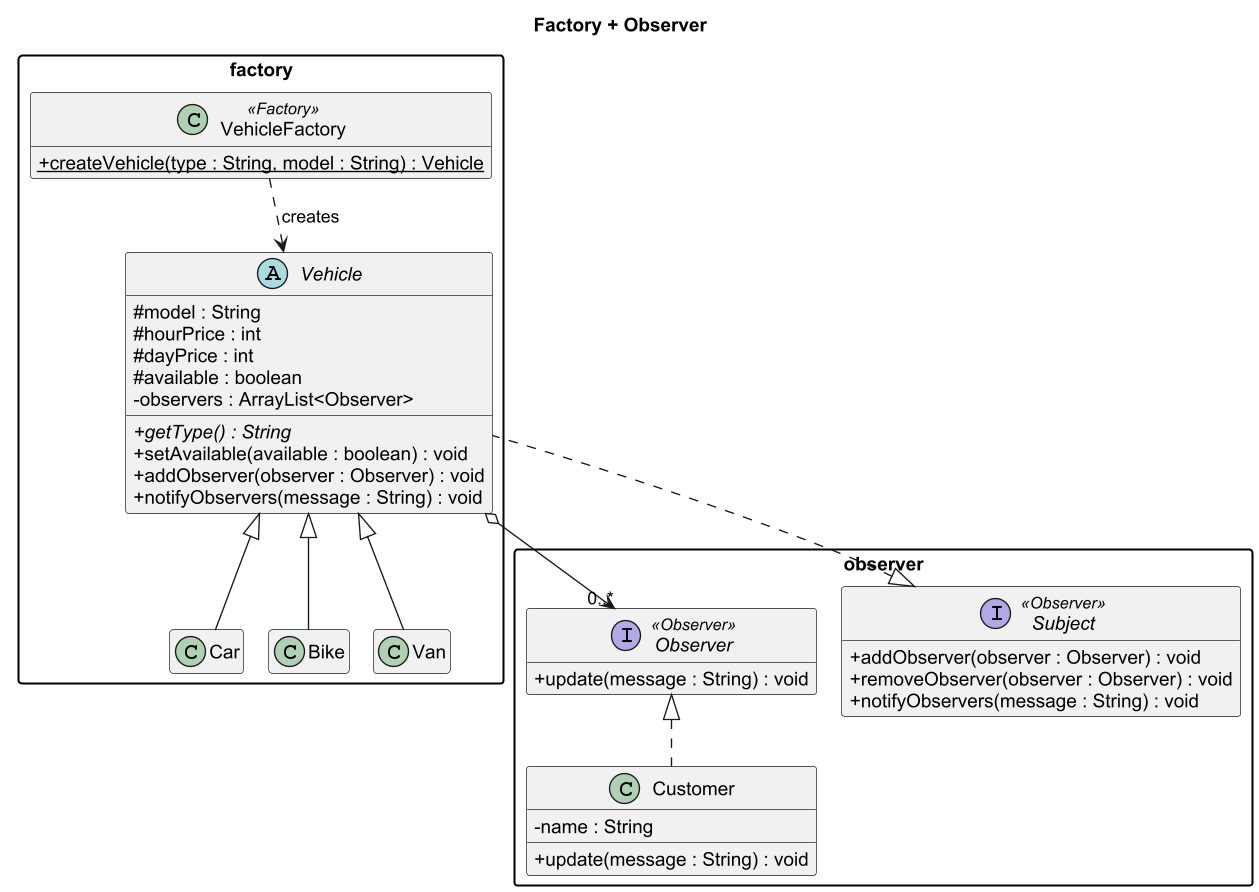 Factory + Observer
factory
C
«Factory»
VehicleFactory
+createVehicle(type : String, model : String) : Vehicle
creates
A
Vehicle
#model : String
#hourPrice : int
#dayPrice : int
#available : boolean
-observers : ArrayList<Observer>
+getType() : String
+setAvailable(available : boolean) : void
+addObserver(observer : Observer) : void
+notifyObservers(message : String) : void
C Car
C Bike
C Van
observer
0..*
I
«Observer»
Observer
+update(message : String) : void
I
«Observer»
Subject
+addObserver(observer : Observer) : void
+removeObserver(observer : Observer) : void
+notifyObservers(message : String) : void
C
Customer
-name : String
+update(message : String) : void